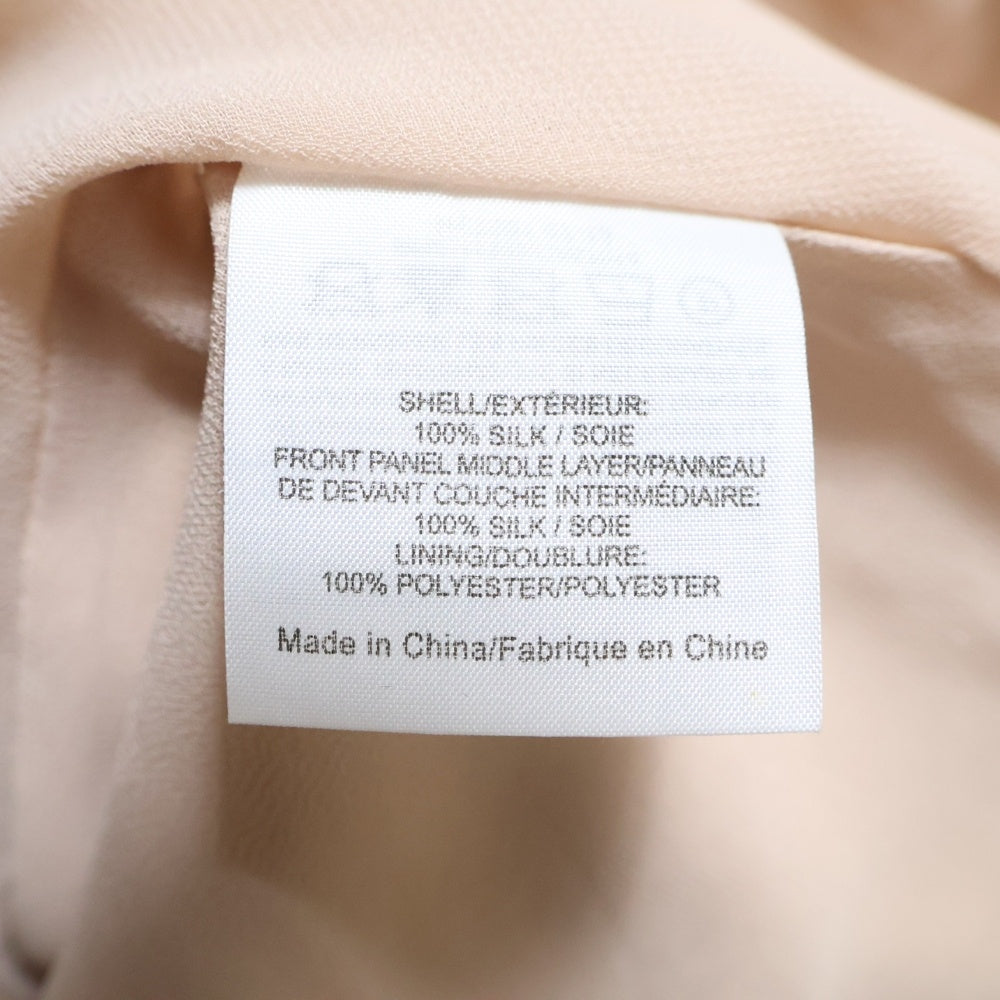 SHELL/EXTÉRIEUR:
100% SILK / SOIE
FRONT PANEL MIDDLE LAYER/PANNEAU
DE DEVANT COUCHE INTERMÉDIAIRE:
100% SILK / SOIE
LINING/DOUBLURE:
100% POLYESTER/POLYESTER
Made in China/Fabrique en Chine